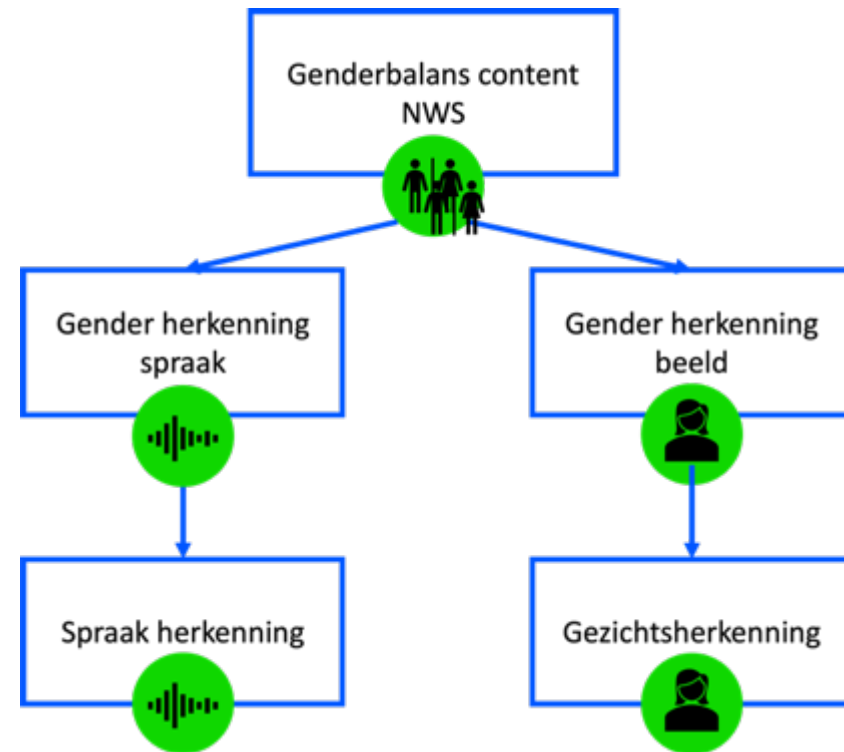 Genderbalans content
NWS
Gender herkenning
spraak
Gender herkenning
beeld
Spraak herkenning
Gezichtsherkenning